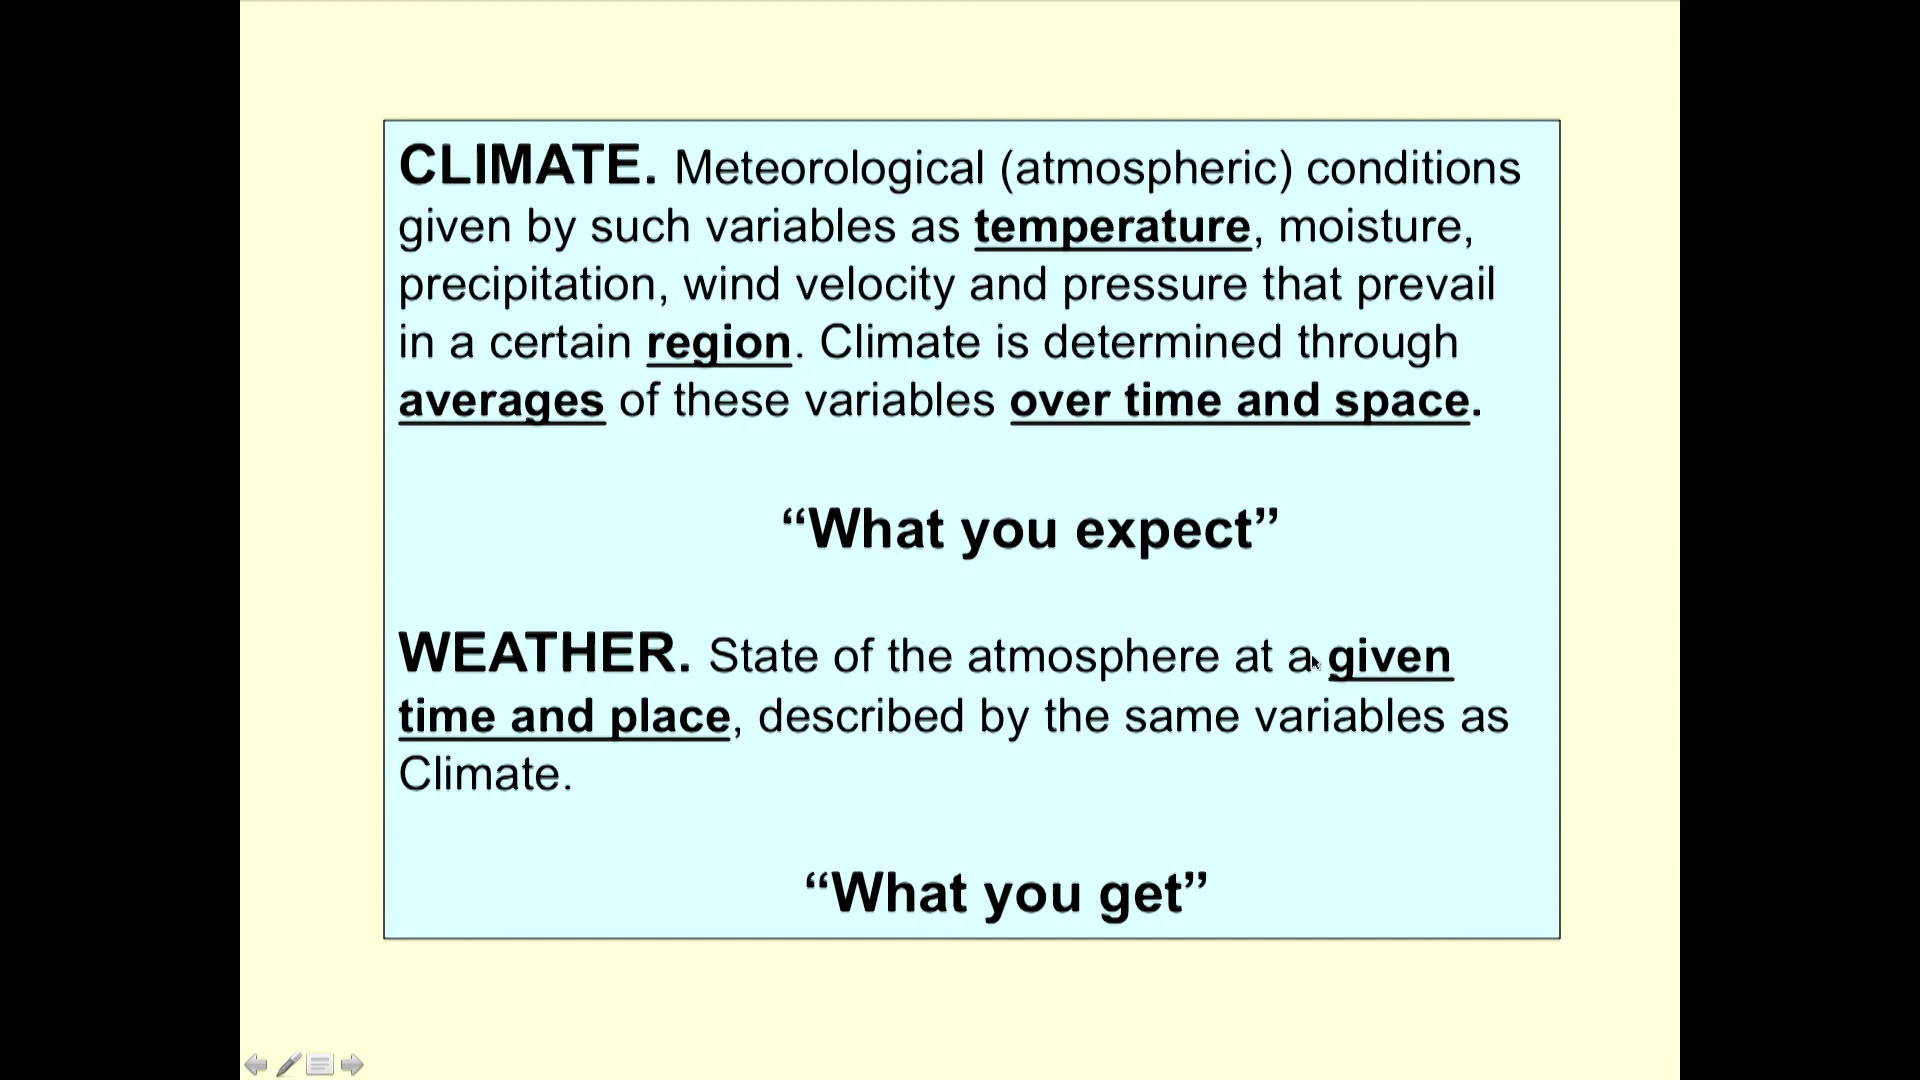 CLIMATE. Meteorological (atmospheric) conditions
given by such variables as temperature, moisture,
precipitation, wind velocity and pressure that prevail
in a certain region. Climate is determined through
averages of these variables over time and space.
“What you expect”
WEATHER. State of the atmosphere at a given
time and place, described by the same variables as
Climate.
“What you get”